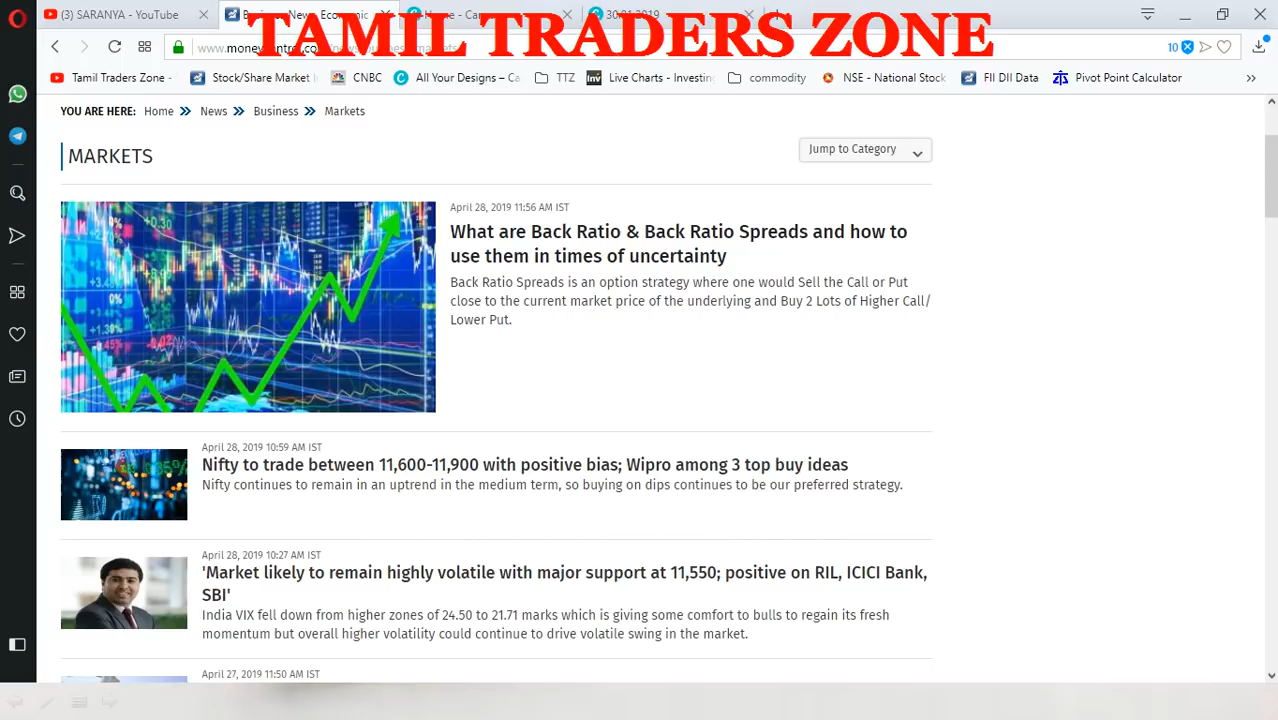 (3) SARANYA - YouTube
30.01.2019
TAMIL TRADERS ZONE
10
Tamil Traders Zone -
Stock/Share Market I
CNBC
All Your Designs – Ca
TTZ
Live Charts - Investin
commodity
NSE - National Stock
FII DII Data
Pivot Point Calculator
YOU ARE HERE: Home News Business Markets
MARKETS
Jump to Category
April 28, 2019 11:56 AM IST
What are Back Ratio & Back Ratio Spreads and how to
use them in times of uncertainty
Back Ratio Spreads is an option strategy where one would Sell the Call or Put
close to the current market price of the underlying and Buy 2 Lots of Higher Call/
Lower Put.
April 28, 2019 10:59 AM IST
Nifty to trade between 11,600-11,900 with positive bias; Wipro among 3 top buy ideas
Nifty continues to remain in an uptrend in the medium term, so buying on dips continues to be our preferred strategy.
April 28, 2019 10:27 AM IST
'Market likely to remain highly volatile with major support at 11,550; positive on RIL, ICICI Bank,
SBI'
India VIX fell down from higher zones of 24.50 to 21.71 marks which is giving some comfort to bulls to regain its fresh
momentum but overall higher volatility could continue to drive volatile swing in the market.
April 27, 2019 11:50 AM IST